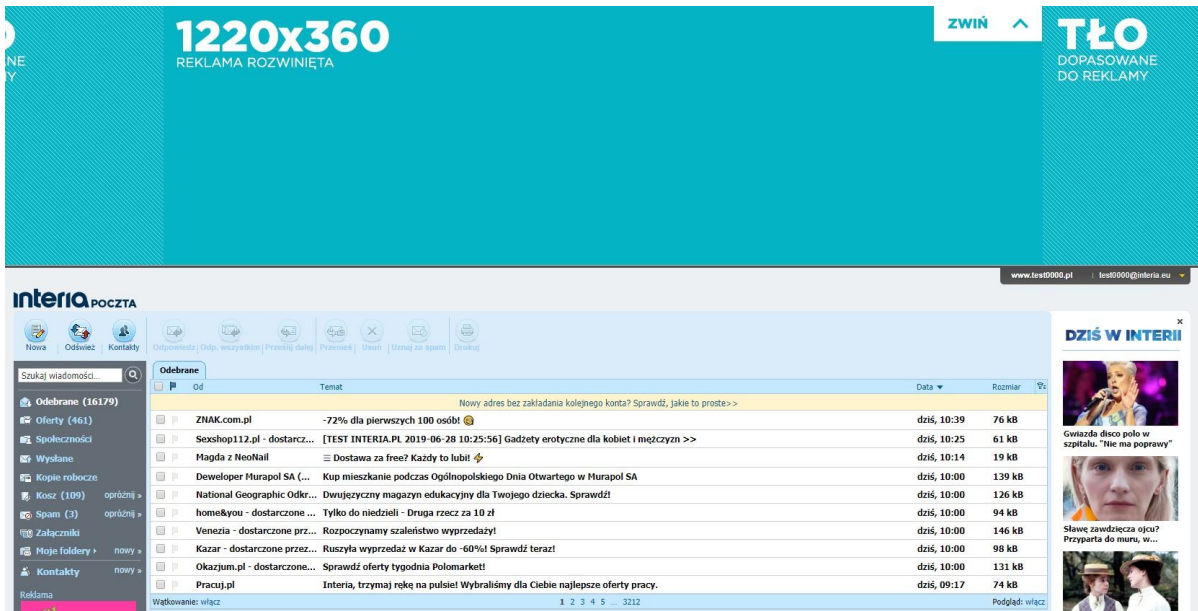 1220x360
REKLAMA ROZWINIĘTA
ZWIŃ
TŁO
DOPASOWANE
DO REKLAMY
NE
Y
www.test0000.pl | test0000@interia.eu
interia POCZTA
Nowa Odśwież Kontakty Odpowiedz Odp. wszystkim Prześlij dalej Przenieś Usuń Uznaj za spam Drukuj
DZIŚ W INTERII
Szukaj wiadomości...
Odebrane (16179)
Oferty (461)
Społeczności
Wysłane
Kopie robocze
Kosz (109) opróżnij »
Spam (3) opróżnij »
Załączniki
Moje foldery nowy »
Kontakty nowy »
Reklama
Odebrane
Od Temat Data Rozmiar
Nowy adres bez zakładania kolejnego konta? Sprawdź, jakie to proste>>
ZNAK.com.pl -72% dla pierwszych 100 osób! dziś, 10:39 76 kB
Sexshop112.pl - dostarcz... [TEST INTERIA.PL 2019-06-28 10:25:56] Gadżety erotyczne dla kobiet i mężczyzn >> dziś, 10:25 61 kB
Magda z NeoNail Dostawa za free? Każdy to lubi! dziś, 10:14 19 kB
Deweloper Murapol SA (... Kup mieszkanie podczas Ogólnopolskiego Dnia Otwartego w Murapol SA dziś, 10:00 139 kB
National Geographic Odkr... Dwujęzyczny magazyn edukacyjny dla Twojego dziecka. Sprawdź! dziś, 10:00 126 kB
home&you - dostarczone ... Tylko do niedzieli - Druga rzecz za 10 zł dziś, 10:00 94 kB
Venezia - dostarczone prz... Rozpoczynamy szaleństwo wyprzedaży! dziś, 10:00 146 kB
Kazar - dostarczone przez... Ruszyła wyprzedaż w Kazar do -60%! Sprawdź teraz! dziś, 10:00 98 kB
Okazjum.pl - dostarczone... Sprawdź oferty tygodnia Polomarket! dziś, 10:00 131 kB
Pracuj.pl Interia, trzymaj rękę na pulsie! Wybraliśmy dla Ciebie najlepsze oferty pracy. dziś, 09:17 74 kB
Wątkowanie: włącz 1 2 3 4 5 ... 3212 Podgląd: włącz
Gwiazda disco polo w
szpitalu. "Nie ma poprawy"
Sławę zawdzięcza ojcu?
Przyparta do muru, w...